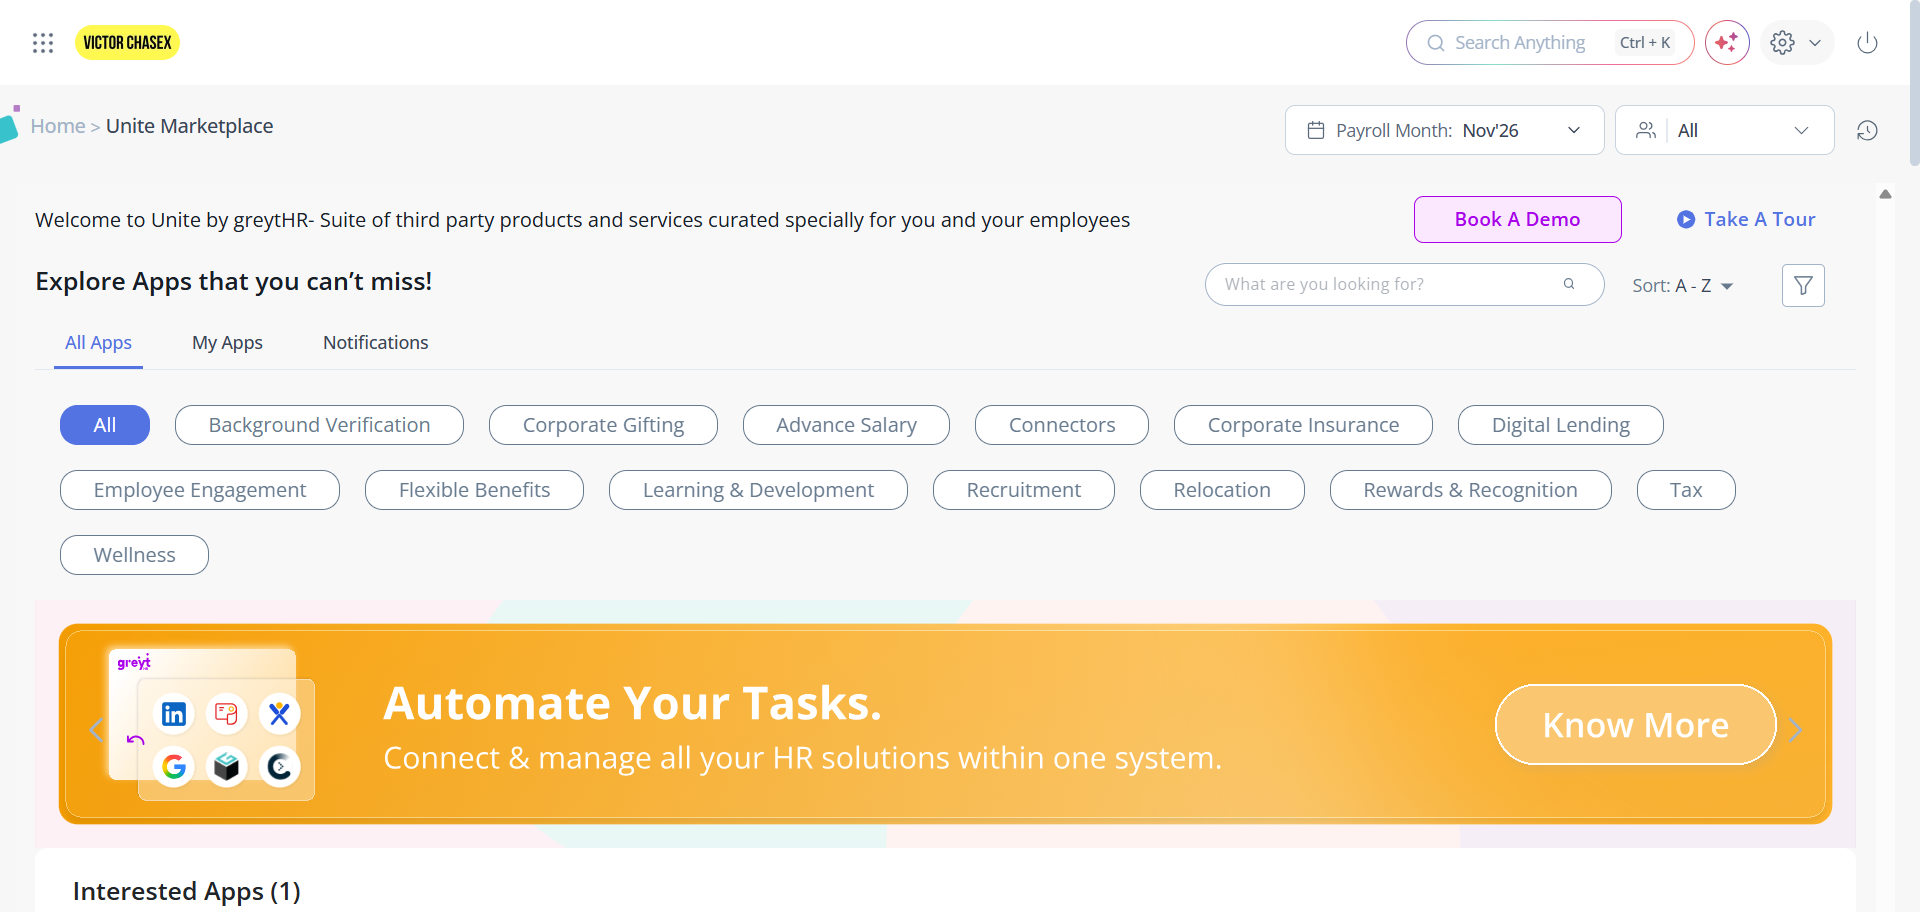 VICTOR CHASEX
Search Anything Ctrl + K
Home > Unite Marketplace
Payroll Month: Nov'26
All
Welcome to Unite by greytHR- Suite of third party products and services curated specially for you and your employees
Book A Demo
Take A Tour
Explore Apps that you can’t miss!
What are you looking for?
Sort: A - Z
All Apps
My Apps
Notifications
All
Background Verification
Corporate Gifting
Advance Salary
Connectors
Corporate Insurance
Digital Lending
Employee Engagement
Flexible Benefits
Learning & Development
Recruitment
Relocation
Rewards & Recognition
Tax
Wellness
greyt
in
Automate Your Tasks.
Connect & manage all your HR solutions within one system.
Know More
Interested Apps (1)